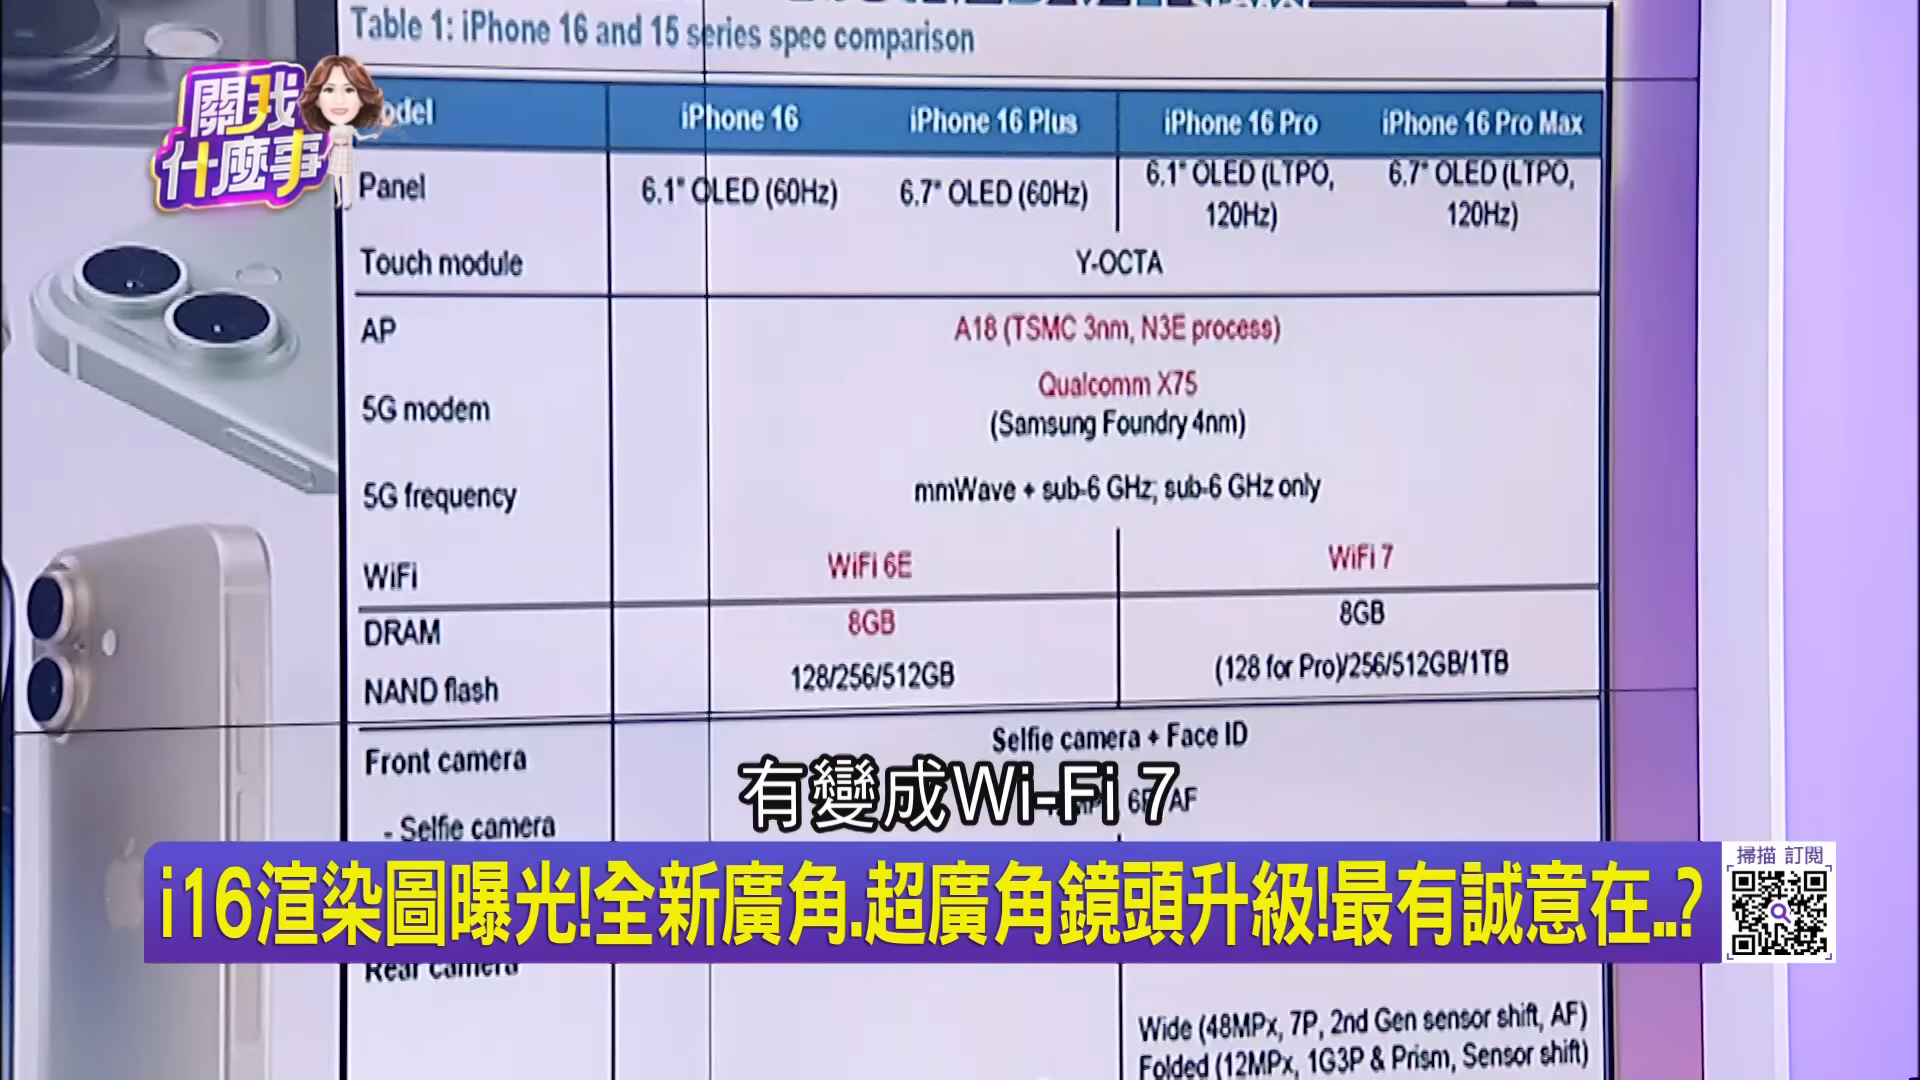 Table 1: iPhone 16 and 15 series spec comparison
關我
什麼事
odel iPhone 16 iPhone 16 Plus iPhone 16 Pro iPhone 16 Pro Max
Panel 6.1" OLED (60Hz) 6.7" OLED (60Hz) 6.1" OLED (LTPO, 120Hz) 6.7" OLED (LTPO, 120Hz)
Touch module Y-OCTA
AP A18 (TSMC 3nm, N3E process)
5G modem Qualcomm X75
(Samsung Foundry 4nm)
5G frequency mmWave + sub-6 GHz; sub-6 GHz only
WiFi WiFi 6E WiFi 7
DRAM 8GB 8GB
NAND flash 128/256/512GB (128 for Pro)/256/512GB/1TB
Front camera Selfie camera + Face ID
- Selfie camera AF
有變成Wi-Fi 7
i16渲染圖曝光!全新廣角.超廣角鏡頭升級!最有誠意在..?
掃描 訂閱
Rear camera
Wide (48MPx, 7P, 2nd Gen sensor shift, AF)
Folded (12MPx, 1G3P & Prism, Sensor shift)